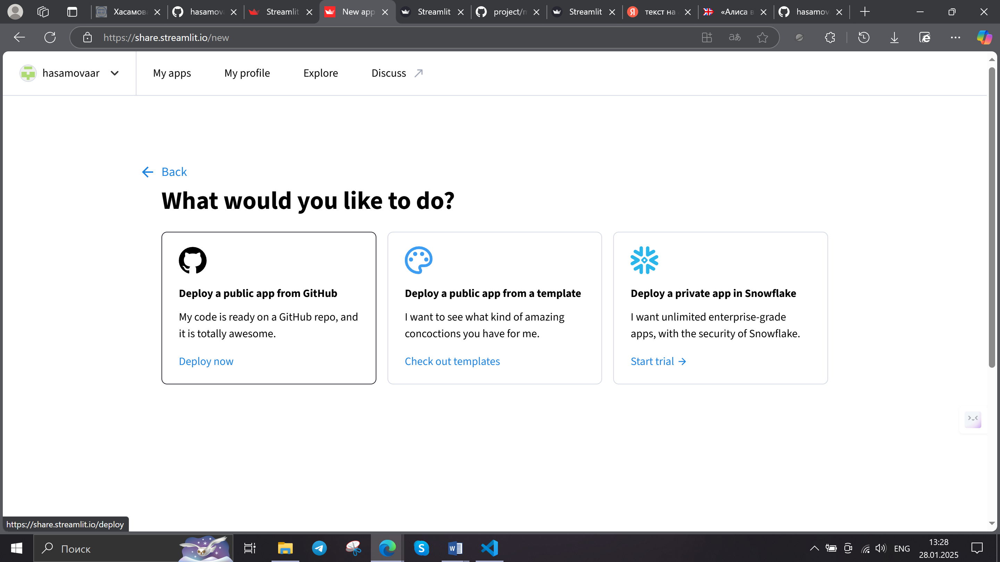 Хасамова
hasamova
Streamlit
New app
Streamlit
project/m
Streamlit
текст на
«Алиса в
hasamov
https://share.streamlit.io/new
hasamovaar
My apps
My profile
Explore
Discuss
Back
What would you like to do?
Deploy a public app from GitHub
My code is ready on a GitHub repo, and
it is totally awesome.
Deploy now
Deploy a public app from a template
I want to see what kind of amazing
concoctions you have for me.
Check out templates
Deploy a private app in Snowflake
I want unlimited enterprise-grade
apps, with the security of Snowflake.
Start trial
https://share.streamlit.io/deploy
Поиск
ENG
13:28
28.01.2025